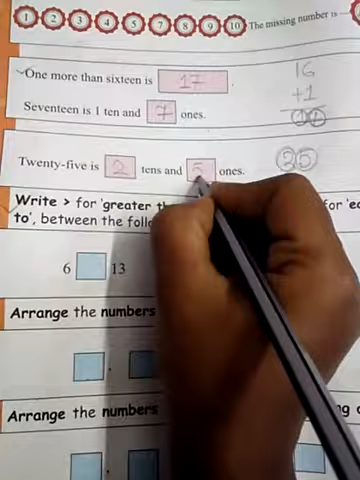 1 2 3 4 5 7 8 9 10 The missing number is
One more than sixteen is 17.
16
+1
Seventeen is 1 ten and 7 ones.
Twenty-five is 2 tens and 5 ones.
25
Write > for 'greater
to', between the
6 13
Arrange the numbers
Arrange the numbers